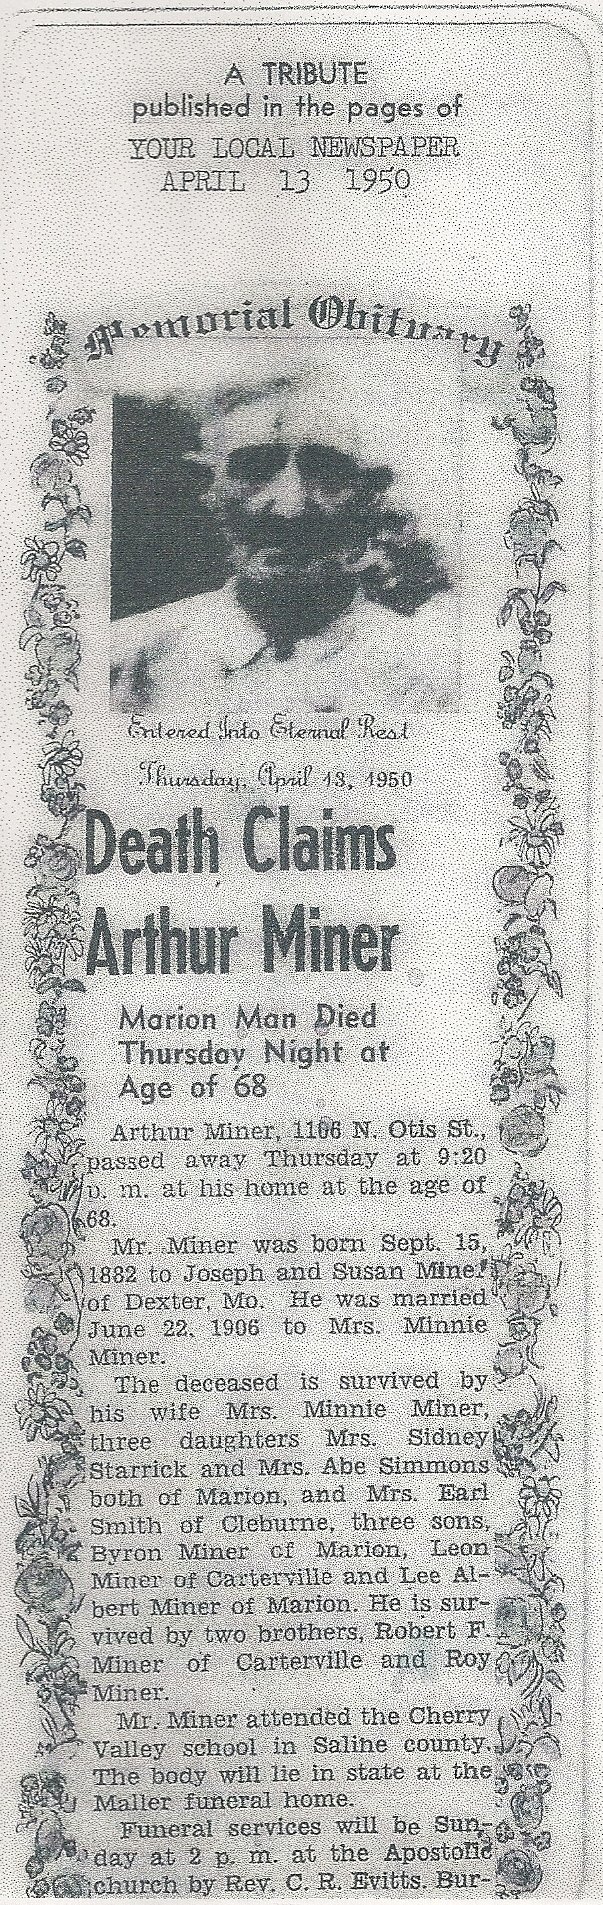 A TRIBUTE
published in the pages of
YOUR LOCAL NEWSPAPER
APRIL 13 1950
Memorial Obituary
Entered Into Eternal Rest
Thursday, April 13, 1950
Death Claims
Arthur Miner
Marion Man Died
Thursday Night at
Age of 68
Arthur Miner, 1106 N. Otis St.,
passed away Thursday at 9:20
p. m. at his home at the age of
68.
Mr. Miner was born Sept. 15,
1882 to Joseph and Susan Miner
of Dexter, Mo. He was married
June 22, 1906 to Mrs. Minnie
Miner.
The deceased is survived by
his wife Mrs. Minnie Miner,
three daughters Mrs. Sidney
Starrick and Mrs. Abe Simmons
both of Marion, and Mrs. Earl
Smith of Cleburne, three sons,
Byron Miner of Marion, Leon
Miner of Carterville and Lee Al-
bert Miner of Marion. He is sur-
vived by two brothers, Robert F.
Miner of Carterville and Roy
Miner.
Mr. Miner attended the Cherry
Valley school in Saline county.
The body will lie in state at the
Maller funeral home.
Funeral services will be Sun-
day at 2 p. m. at the Apostolic
church by Rev. C. R. Evitts. Bur-